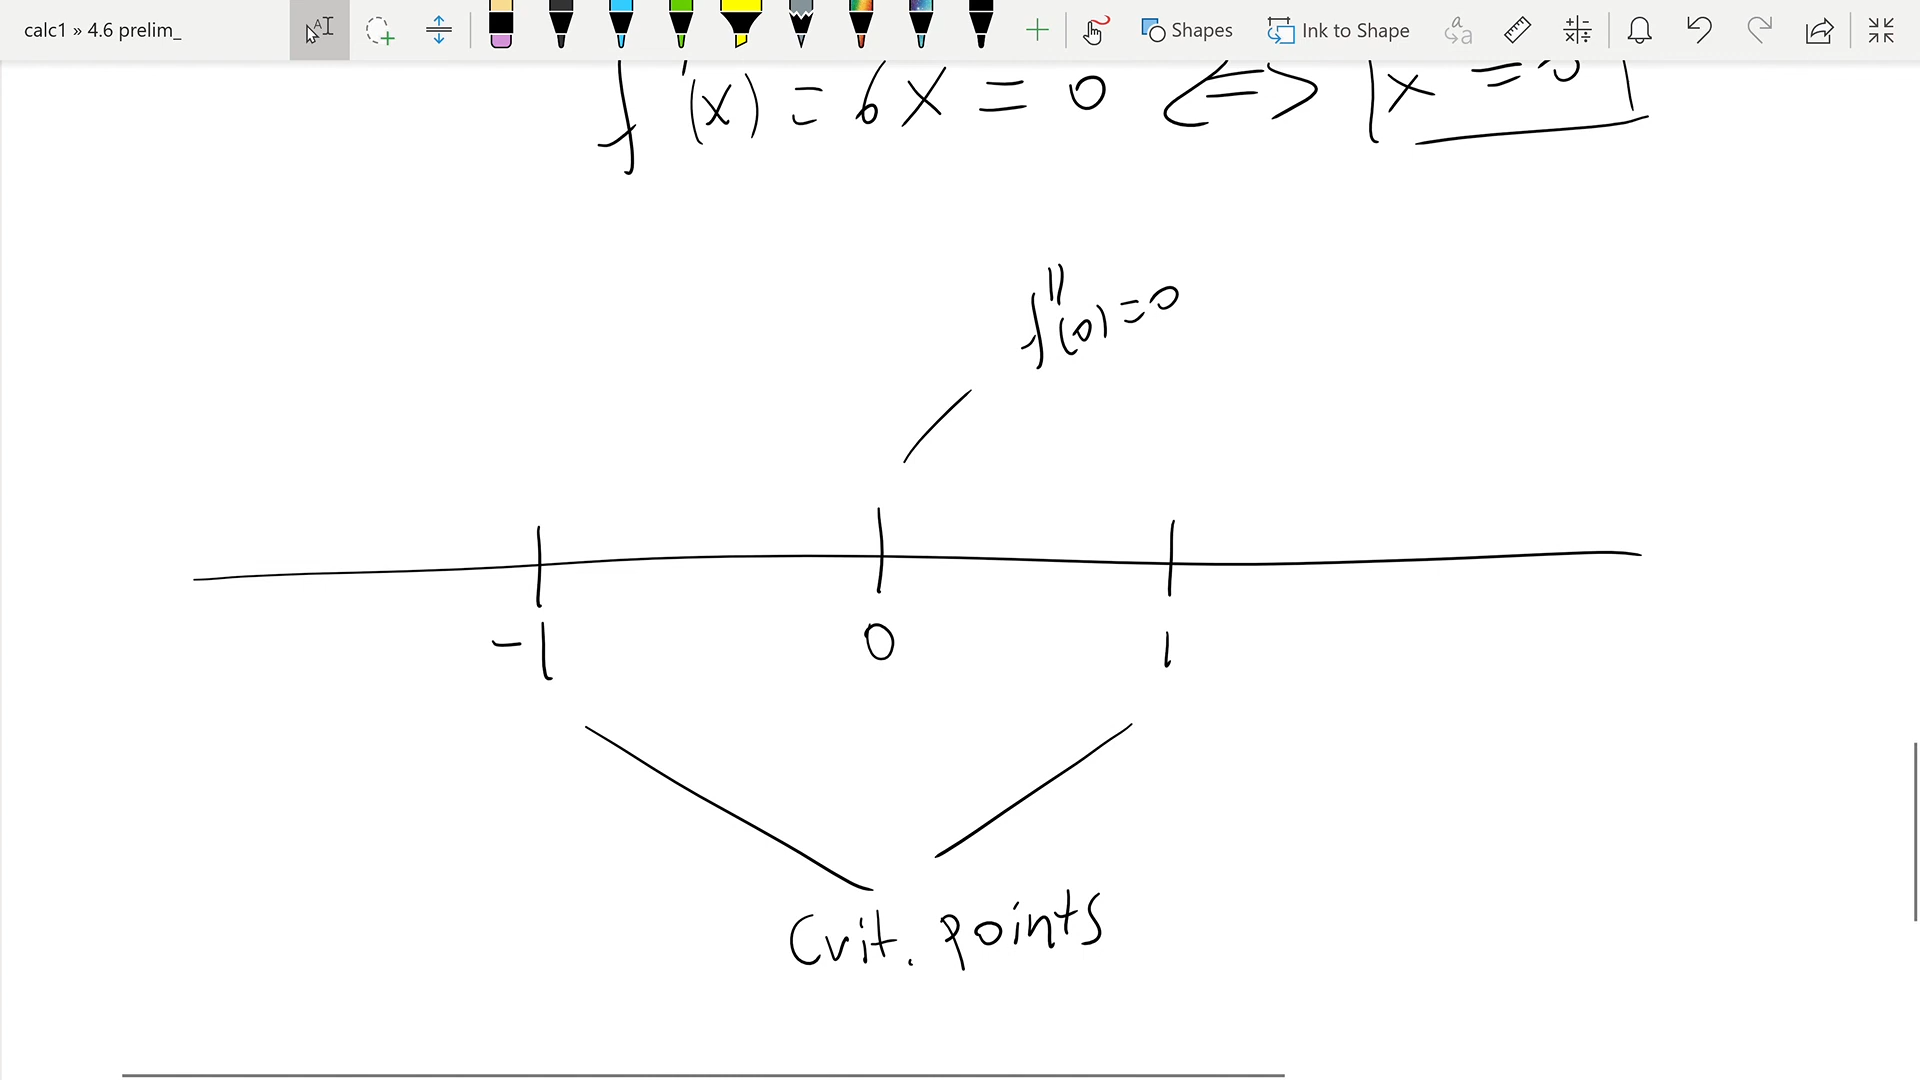 calc1 » 4.6 prelim_
Shapes
Ink to Shape
f'(x) = 6x = 0 <=> x = 0
f''(0) = 0
-1 0 1
Crit. points